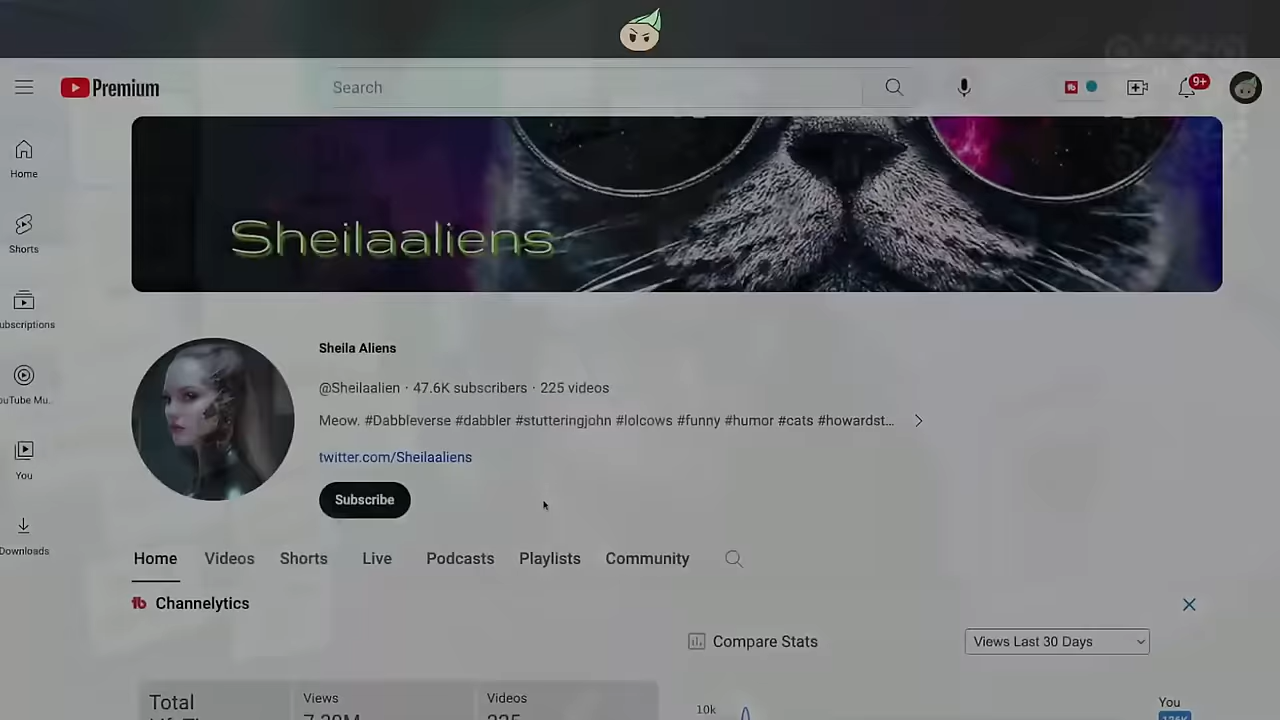 Premium
Search
9+
Home
Shorts
ubscriptions
ouTube Mu..
You
Downloads
Sheilaaliens
Sheila Aliens
@Sheilaalien · 47.6K subscribers · 225 videos
Meow. #Dabbleverse #dabbler #stutteringjohn #lolcows #funny #humor #cats #howardst...
twitter.com/Sheilaaliens
Subscribe
Home Videos Shorts Live Podcasts Playlists Community
Channelytics
Compare Stats
Views Last 30 Days
Total
Views
Videos
10k
You